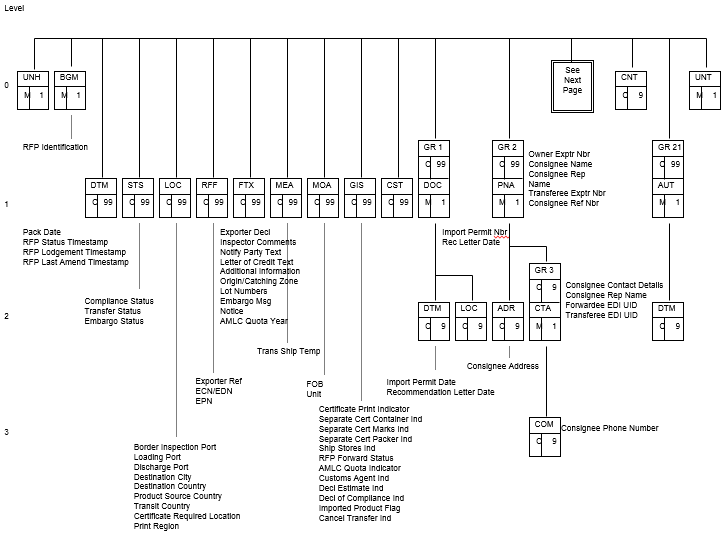 Level
0
UNH
M 1
BGM
M 1
See
Next
Page
CNT
C 9
UNT
M 1
RFP Identification
GR 1
C 99
GR 2
C 99
Owner Exptr Nbr
Consignee Name
Consignee Rep
Name
Transferee Exptr Nbr
Consignee Ref Nbr
GR 21
C 99
1
DTM
C 99
STS
C 99
LOC
C 99
RFF
C 99
FTX
C 99
MEA
C 99
MOA
C 99
GIS
C 99
CST
C 99
DOC
M 1
PNA
M 1
AUT
M 1
Pack Date
RFP Status Timestamp
RFP Lodgement Timestamp
RFP Last Amend Timestamp
Exporter Decl
Inspector Comments
Notify Party Text
Letter of Credit Text
Additional Information
Origin/Catching Zone
Lot Numbers
Embargo Msg
Notice
AMLC Quota Year
Import Permit Nbr
Rec Letter Date
GR 3
C 9
Consignee Contact Details
Consignee Rep Name
Forwardee EDI UID
Transferee EDI UID
Compliance Status
Transfer Status
Embargo Status
2
DTM
C 9
LOC
C 9
ADR
C 9
CTA
M 1
DTM
C 9
Trans Ship Temp
Consignee Address
Exporter Ref
ECN/EDN
EPN
FOB
Unit
Import Permit Date
Recommendation Letter Date
Certificate Print Indicator
Separate Cert Container Ind
Separate Cert Marks Ind
Separate Cert Packer Ind
Ship Stores Ind
RFP Forward Status
AMLC Quota Indicator
Customs Agent Ind
Decl Estimate Ind
Decl of Compliance Ind
Imported Product Flag
Cancel Transfer Ind
3
COM
C 9
Consignee Phone Number
Border Inspection Port
Loading Port
Discharge Port
Destination City
Destination Country
Product Source Country
Transit Country
Certificate Required Location
Print Region